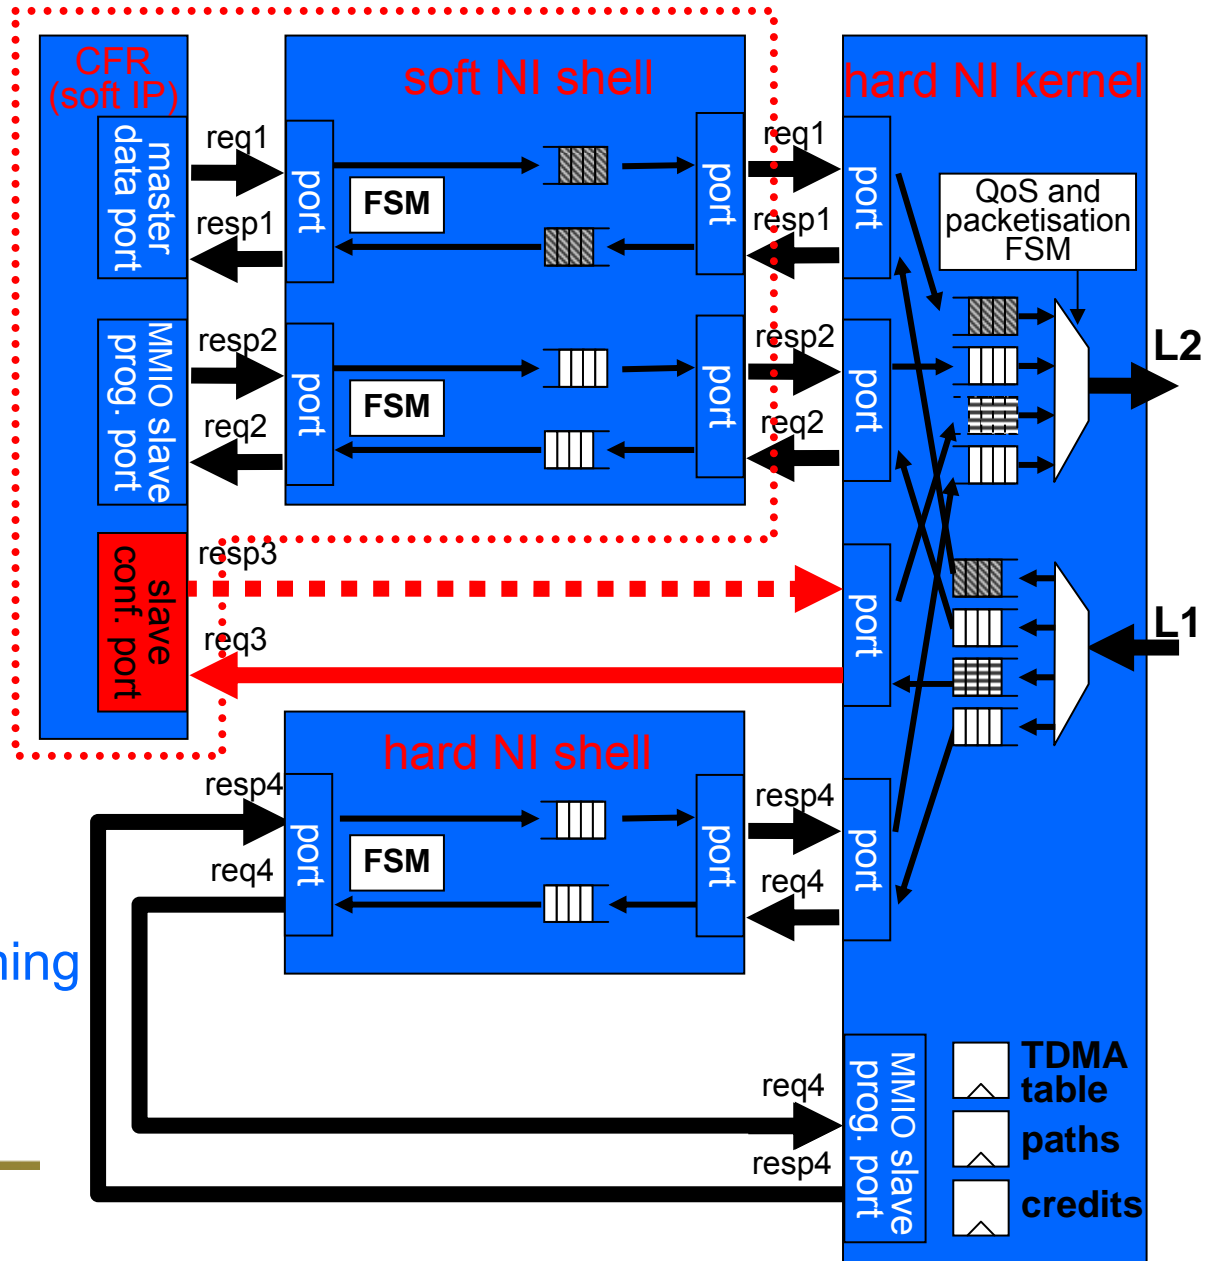 CFR
(soft IP)
soft NI shell
hard NI kernel
master
data port
req1
resp1
port
FSM
port
req1
resp1
port
QoS and
packetisation
FSM
MMIO slave
prog. port
resp2
req2
port
FSM
port
resp2
req2
port
L2
slave
conf. port
resp3
req3
port
L1
hard NI shell
resp4
req4
port
FSM
port
resp4
req4
port
ning
req4
resp4
MMIO slave
prog. port
TDMA
table
paths
credits